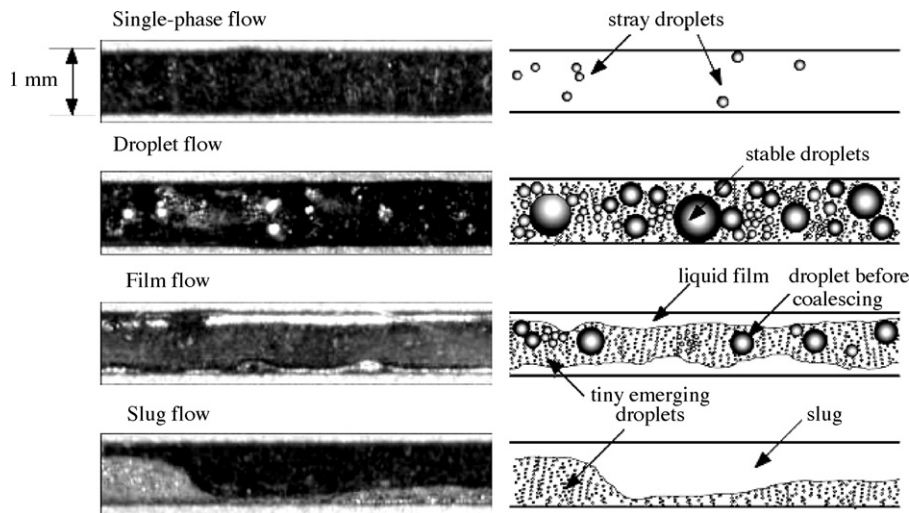 Single-phase flow
stray droplets
1 mm
Droplet flow
stable droplets
Film flow
liquid film
droplet before
coalescing
tiny emerging
droplets
Slug flow
slug